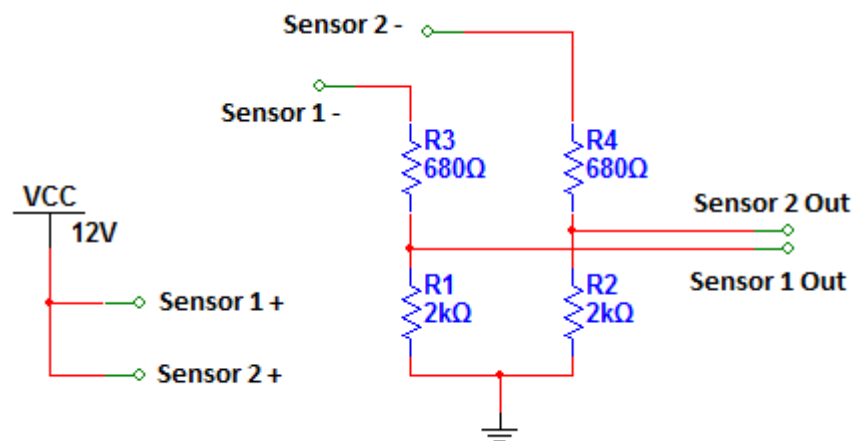 Sensor 2 -
Sensor 1 -
R3
680Ω
R4
680Ω
VCC
12V
Sensor 2 Out
Sensor 1 Out
R1
2kΩ
R2
2kΩ
Sensor 1 +
Sensor 2 +